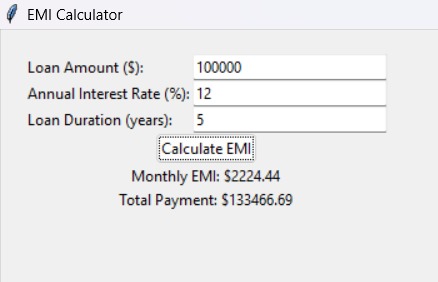 EMI Calculator
Loan Amount ($): 100000
Annual Interest Rate (%): 12
Loan Duration (years): 5
Calculate EMI
Monthly EMI: $2224.44
Total Payment: $133466.69